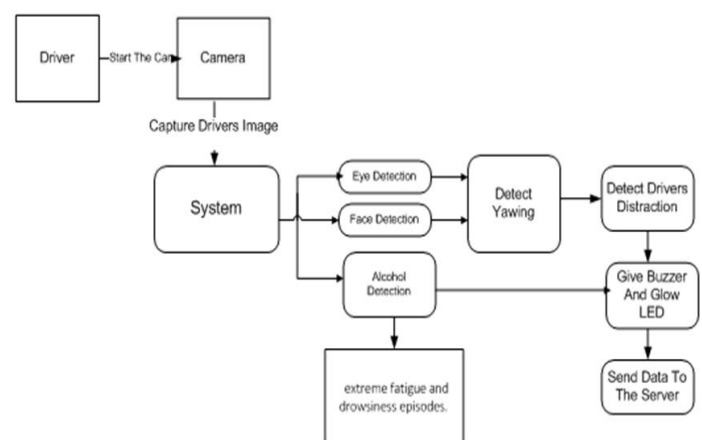 Driver
Start The Car
Camera
Capture Drivers Image
System
Eye Detection
Face Detection
Alcohol
Detection
Detect
Yawing
Detect Drivers
Distraction
Give Buzzer
And Glow
LED
Send Data To
The Server
extreme fatigue and
drowsiness episodes.